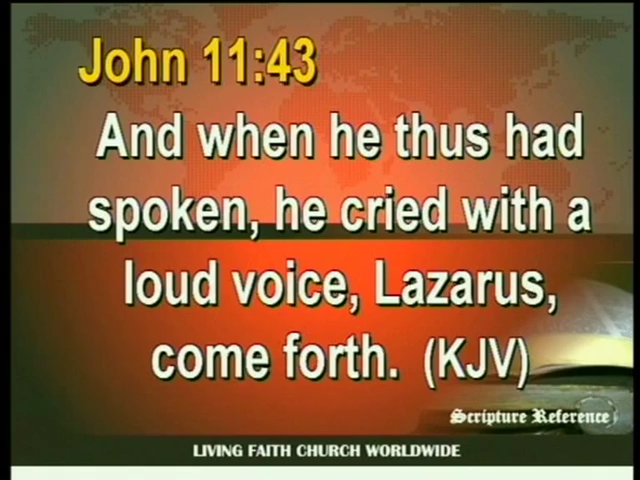 John 11:43
And when he thus had
spoken, he cried with a
loud voice, Lazarus,
come forth. (KJV)
Scripture Reference
LIVING FAITH CHURCH WORLDWIDE